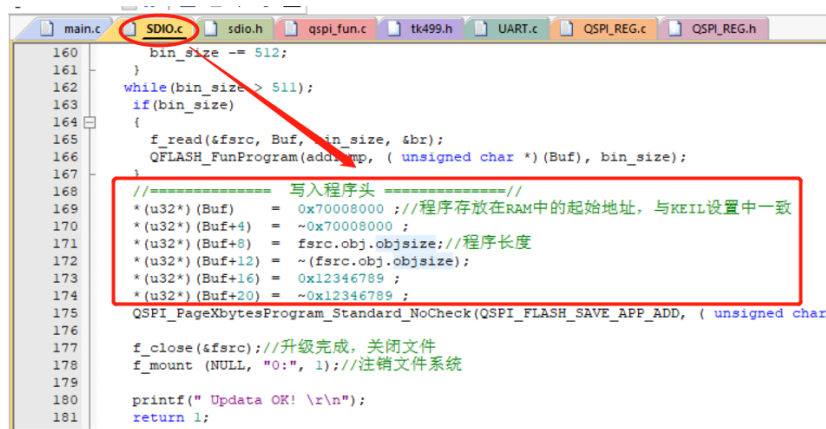 main.c SDIO.c sdio.h qspi_fun.c tk499.h UART.c QSPI_REG.c QSPI_REG.h
160 bin_size -= 512;
161 }
162 while(bin_size > 511);
163 if(bin_size)
164 {
165 f_read(&fsrc, Buf, bin_size, &br);
166 QFLASH_FunProgram( ( unsigned char *)(Buf), bin_size);
167 }
168 //============== 写入程序头 ==============//
169 *(u32*)(Buf) = 0x70008000 ;//程序存放在RAM中的起始地址，与KEIL设置中一致
170 *(u32*)(Buf+4) = ~0x70008000 ;
171 *(u32*)(Buf+8) = fsrc.obj.objsize;//程序长度
172 *(u32*)(Buf+12) = ~(fsrc.obj.objsize);
173 *(u32*)(Buf+16) = 0x12346789 ;
174 *(u32*)(Buf+20) = ~0x12346789 ;
175 QSPI_PageXbytesProgram_Standard_NoCheck(QSPI_FLASH_SAVE_APP_ADD, ( unsigned char
176
177 f_close(&fsrc);//升级完成，关闭文件
178 f_mount (NULL, "0:", 1);//注销文件系统
179
180 printf(" Updata OK! \r\n");
181 return 1;